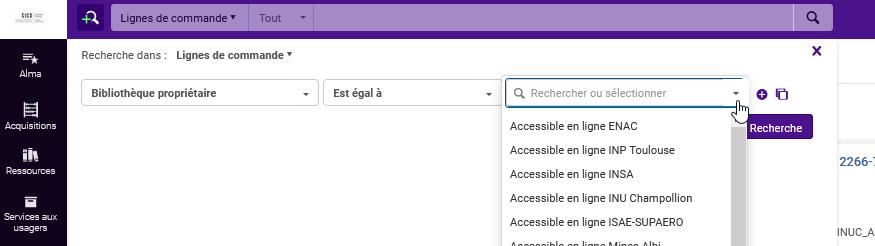 CICO
Lignes de commande Tout
Recherche dans : Lignes de commande
Alma
Bibliothèque propriétaire Est égal à Rechercher ou sélectionner
Acquisitions
Recherche
Accessible en ligne ENAC
Accessible en ligne INP Toulouse
Accessible en ligne INSA
Accessible en ligne INU Champollion
Accessible en ligne ISAE-SUPAERO
Accessible en ligne Mines Albi
Ressources
Services aux
usagers
2266-7
INUC_A